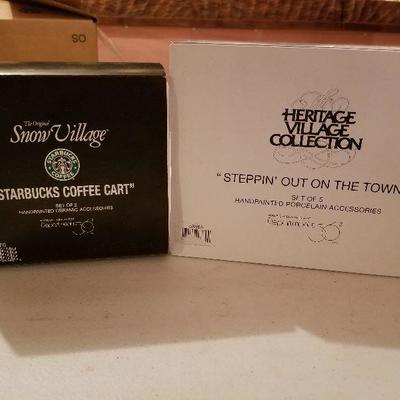 SO
The Original
Snow Village
STARBUCKS
COFFEE
STARBUCKS COFFEE CART"
SET OF 2
HANDPAINTED CERAMIC ACCESSORIES
Department 56
The
HERITAGE
VILLAGE
COLLECTION
"STEPPIN' OUT ON THE TOWN
SET OF 5
HANDPAINTED PORCELAIN ACCESSORIES
Department 56